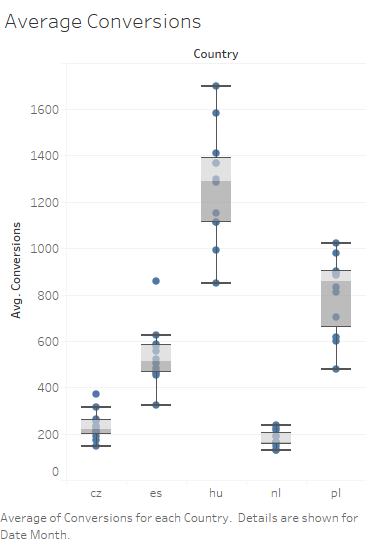 Average Conversions
Country
1600
1400
1200
1000
800
600
400
200
0
Avg. Conversions
cz es hu nl pl
Average of Conversions for each Country. Details are shown for
Date Month.